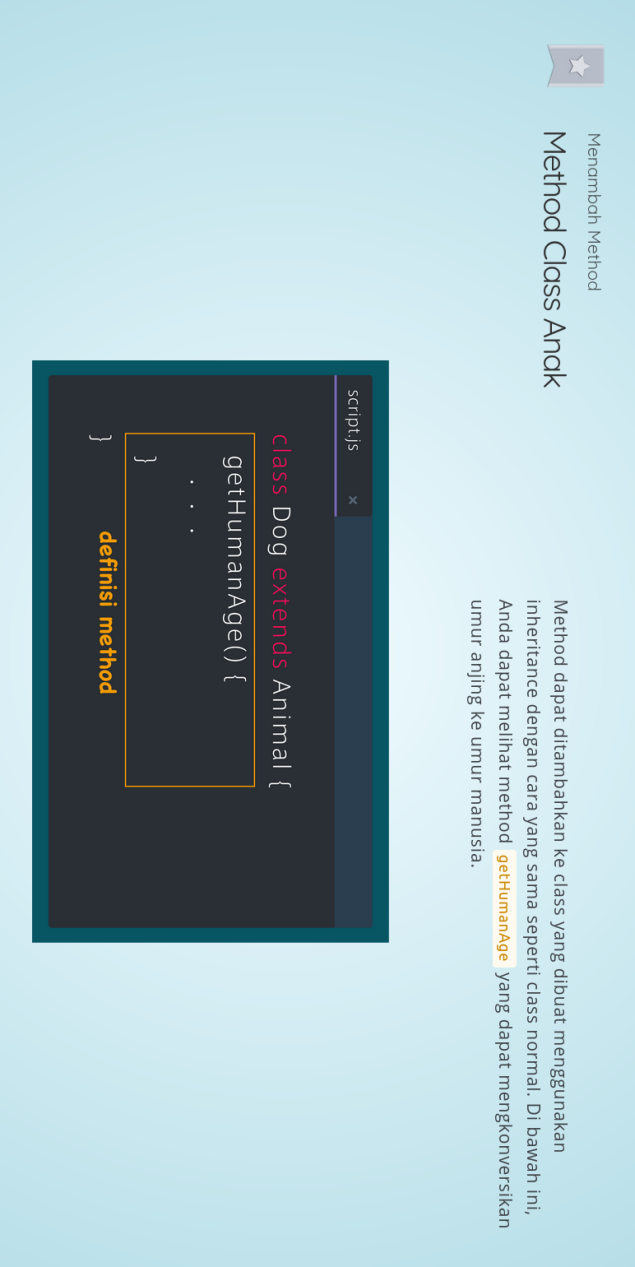 Menambah Method
Method Class Anak
Method dapat ditambahkan ke class yang dibuat menggunakan
inheritance dengan cara yang sama seperti class normal. Di bawah ini,
Anda dapat melihat method getHumanAge yang dapat mengkonversikan
umur anjing ke umur manusia.
script.js x
class Dog extends Animal {
getHumanAge() {
. . .
}
}
definisi method